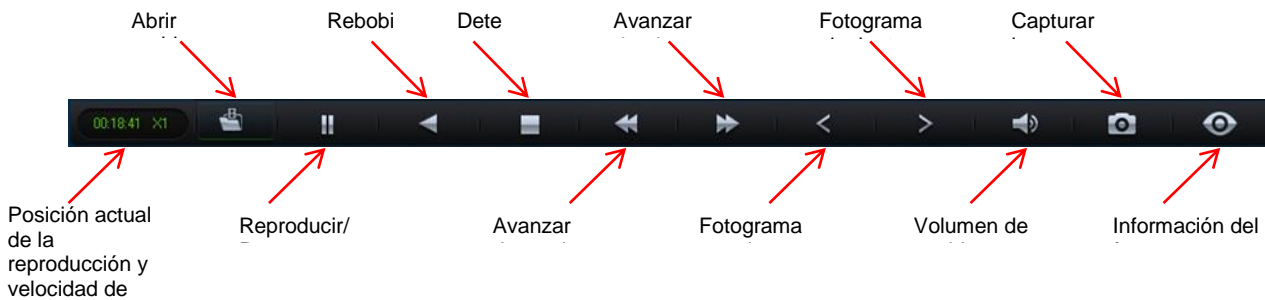 Abrir
Rebobi
Dete
Avanzar
Fotograma
Capturar
00:18:41 X1
Posición actual
de la
reproducción y
velocidad de
Reproducir/
Avanzar
Fotograma
Volumen de
Información del